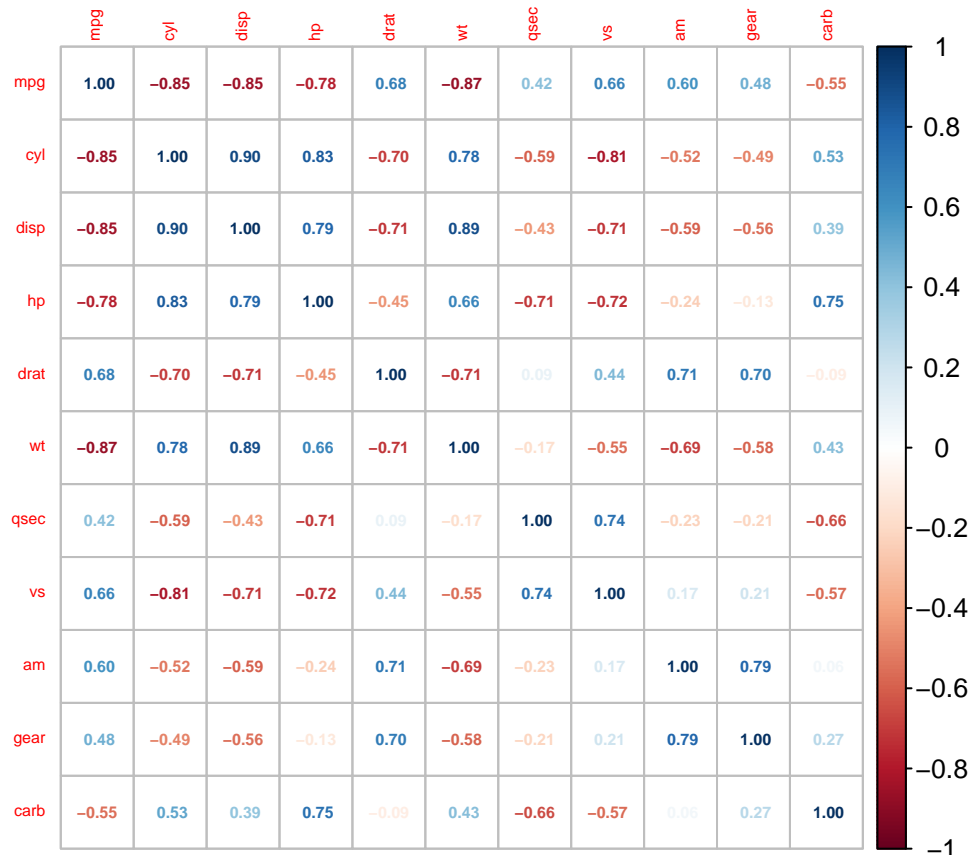 mpg cyl disp hp drat wt qsec vs am gear carb
mpg 1.00 −0.85 −0.85 −0.78 0.68 −0.87 0.42 0.66 0.60 0.48 −0.55
cyl −0.85 1.00 0.90 0.83 −0.70 0.78 −0.59 −0.81 −0.52 −0.49 0.53
disp −0.85 0.90 1.00 0.79 −0.71 0.89 −0.43 −0.71 −0.59 −0.56 0.39
hp −0.78 0.83 0.79 1.00 −0.45 0.66 −0.71 −0.72 −0.24 −0.13 0.75
drat 0.68 −0.70 −0.71 −0.45 1.00 −0.71 0.09 0.44 0.71 0.70 −0.09
wt −0.87 0.78 0.89 0.66 −0.71 1.00 −0.17 −0.55 −0.69 −0.58 0.43
qsec 0.42 −0.59 −0.43 −0.71 0.09 −0.17 1.00 0.74 −0.23 −0.21 −0.66
vs 0.66 −0.81 −0.71 −0.72 0.44 −0.55 0.74 1.00 0.17 0.21 −0.57
am 0.60 −0.52 −0.59 −0.24 0.71 −0.69 −0.23 0.17 1.00 0.79 0.06
gear 0.48 −0.49 −0.56 −0.13 0.70 −0.58 −0.21 0.21 0.79 1.00 0.27
carb −0.55 0.53 0.39 0.75 −0.09 0.43 −0.66 −0.57 0.06 0.27 1.00
1
0.8
0.6
0.4
0.2
0
−0.2
−0.4
−0.6
−0.8
−1